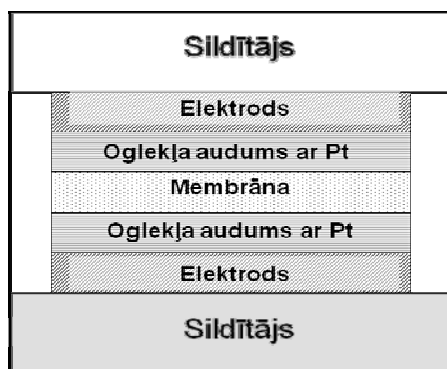 Sildītājs
Elektrods
Oglekļa audums ar Pt
Membrāna
Oglekļa audums ar Pt
Elektrods
Sildītājs